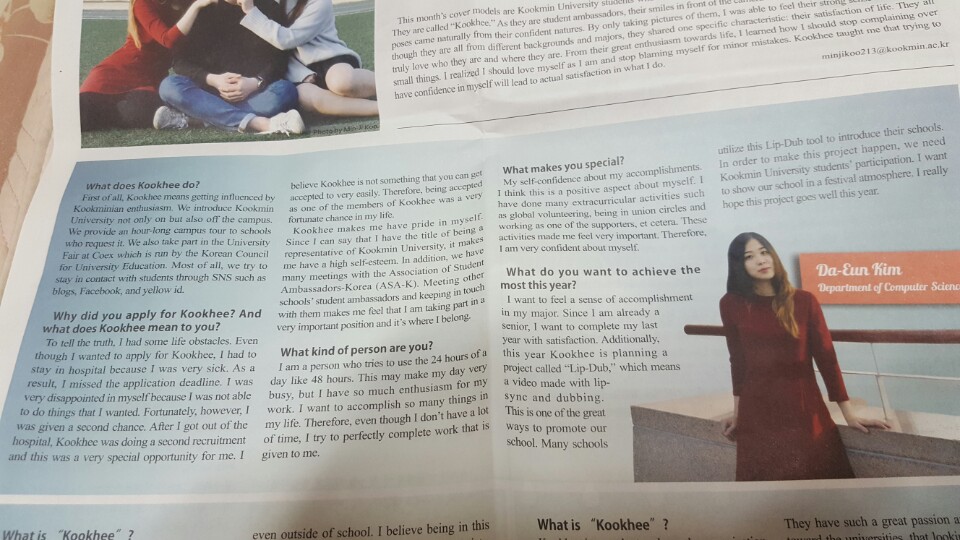 This month's cover models are Kookmin University students
They are called "Kookhee." As they are student ambassadors, their smiles in front of the
poses came naturally from their confident natures. By only taking pictures of them, I was able to feel their
though they are all from different backgrounds and majors, they shared one specific characteristic: their satisfaction of life. They all
truly love who they are and where they are. From their great enthusiasm towards life, I learned how I should stop complaining over
small things. I realized I should love myself as I am and stop blaming myself for minor mistakes. Kookhee taught me that trying to
have confidence in myself will lead to actual satisfaction in what I do.
minjikoo213@kookmin.ac.kr
Photo by Min-Ji Koo
What does Kookhee do?
First of all, Kookhee means getting influenced by
Kookminian enthusiasm. We introduce Kookmin
University not only on but also off the campus.
We provide an hour-long campus tour to schools
who request it. We also take part in the University
Fair at Coex which is run by the Korean Council
for University Education. Most of all, we try to
stay in contact with students through SNS such as
blogs, Facebook, and yellow id.
Why did you apply for Kookhee? And
what does Kookhee mean to you?
To tell the truth, I had some life obstacles. Even
though I wanted to apply for Kookhee, I had to
stay in hospital because I was very sick. As a
result, I missed the application deadline. I was
very disappointed in myself because I was not able
to do things that I wanted. Fortunately, however, I
was given a second chance. After I got out of the
hospital, Kookhee was doing a second recruitment
and this was a very special opportunity for me. I
believe Kookhee is not something that you can get
accepted to very easily. Therefore, being accepted
as one of the members of Kookhee was a very
fortunate chance in my life.
Kookhee makes me have pride in myself.
Since I can say that I have the title of being a
representative of Kookmin University, it makes
me have a high self-esteem. In addition, we have
many meetings with the Association of Student
Ambassadors-Korea (ASA-K). Meeting other
schools' student ambassadors and keeping in touch
with them makes me feel that I am taking part in a
very important position and it's where I belong.
What kind of person are you?
I am a person who tries to use the 24 hours of a
day like 48 hours. This may make my day very
busy, but I have so much enthusiasm for my
work. I want to accomplish so many things in
my life. Therefore, even though I don't have a lot
of time, I try to perfectly complete work that is
given to me.
What makes you special?
My self-confidence about my accomplishments.
I think this is a positive aspect about myself. I
have done many extracurricular activities such
as global volunteering, being in union circles and
working as one of the supporters, et cetera. These
activities made me feel very important. Therefore,
I am very confident about myself.
What do you want to achieve the
most this year?
I want to feel a sense of accomplishment
in my major. Since I am already a
senior, I want to complete my last
year with satisfaction. Additionally,
this year Kookhee is planning a
project called "Lip-Dub," which means
a video made with lip-
sync and dubbing.
This is one of the great
ways to promote our
school. Many schools
utilize this Lip-Dub tool to introduce their schools.
In order to make this project happen, we need
Kookmin University students' participation. I want
to show our school in a festival atmosphere. I really
hope this project goes well this year.
Da-Eun Kim
Department of Computer Scienc
What is "Kookhee"?
even outside of school. I believe being in this
What is "Kookhee"?
They have such a great passion a
toward the universities, that lookin